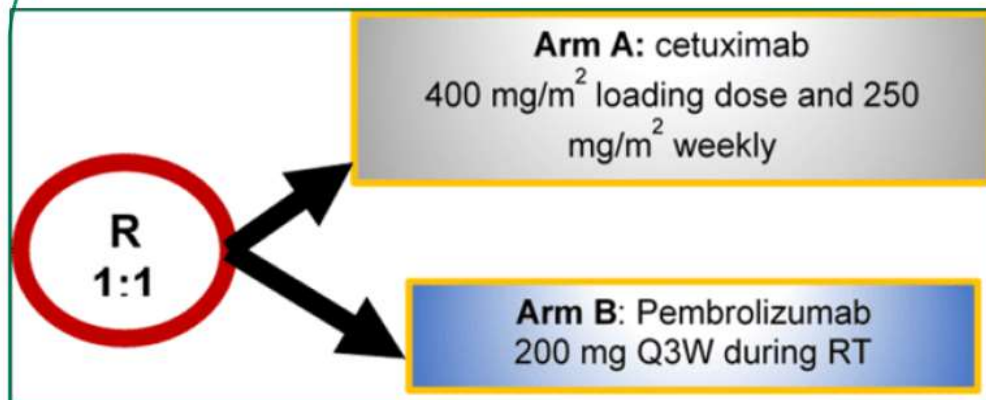 R
1:1
Arm A: cetuximab
400 mg/m² loading dose and 250
mg/m² weekly
Arm B: Pembrolizumab
200 mg Q3W during RT